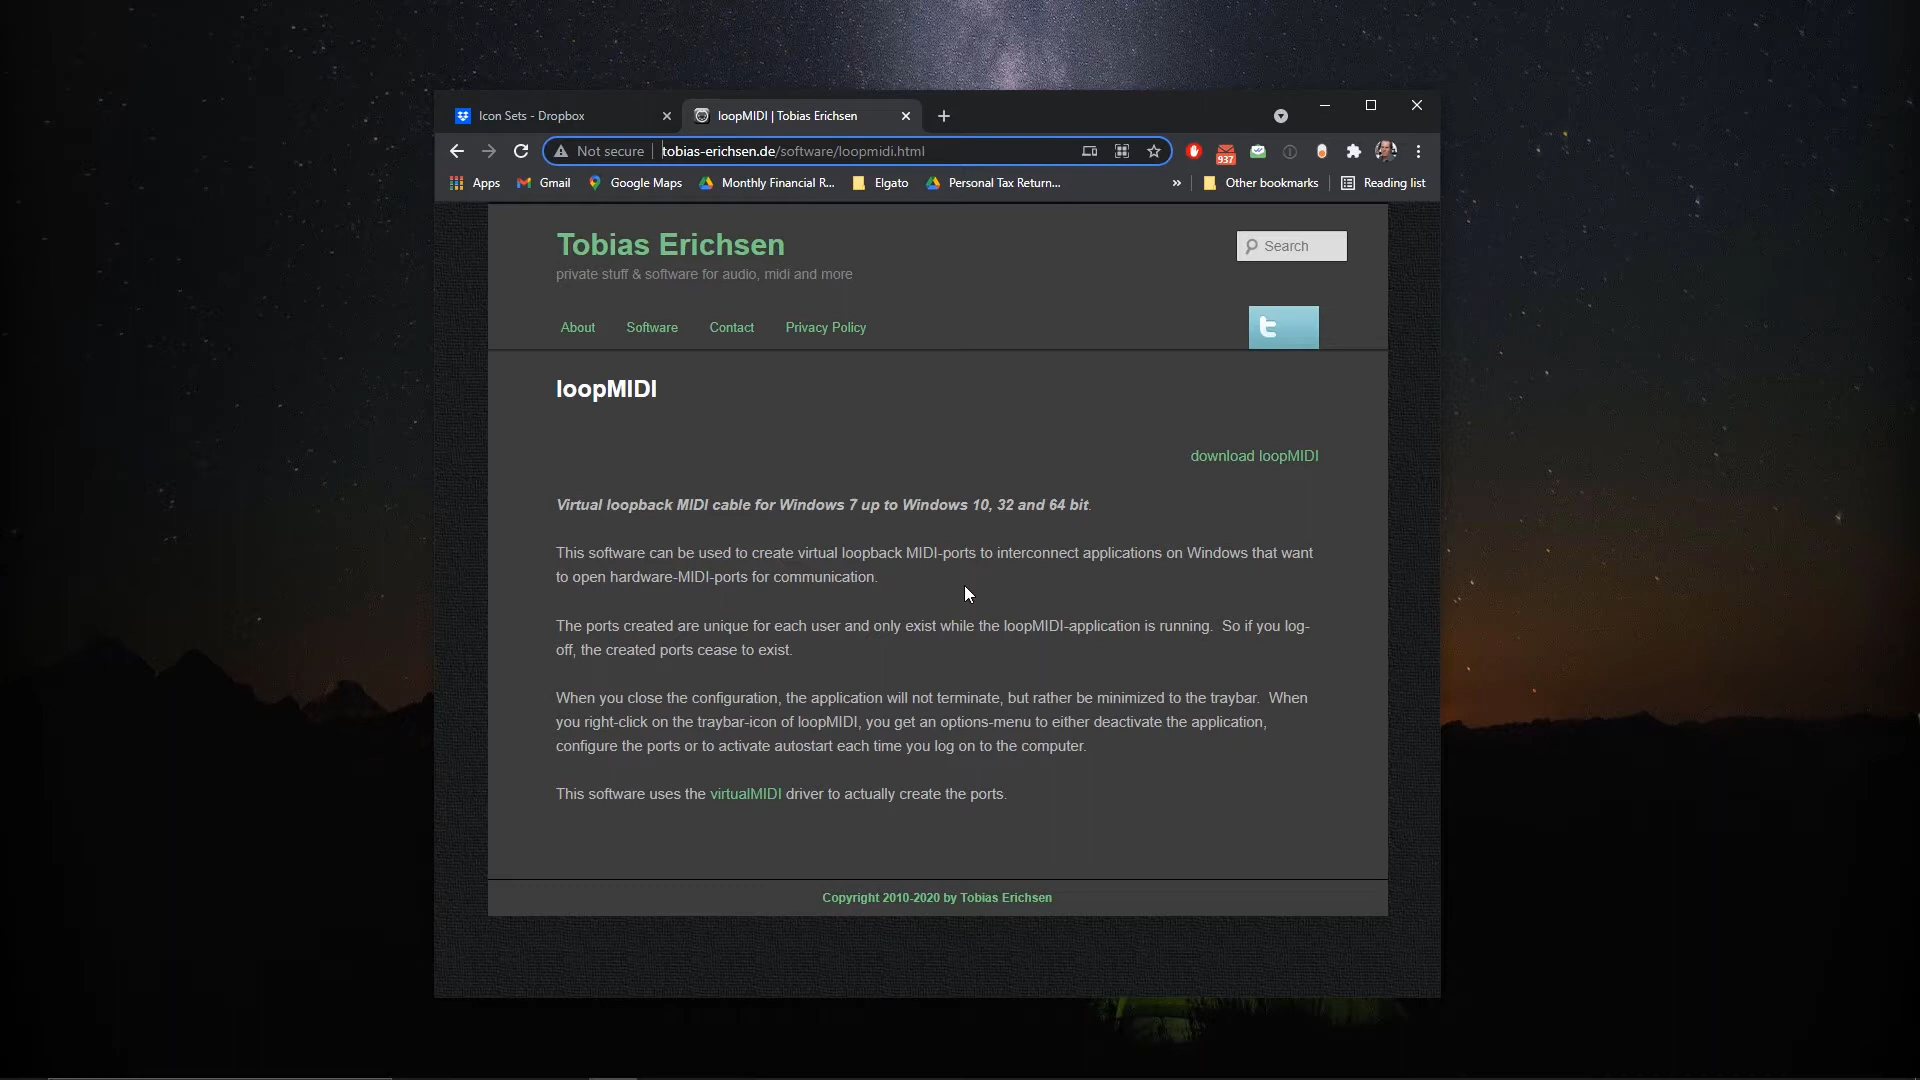 Icon Sets - Dropbox
loopMIDI | Tobias Erichsen
Not secure | tobias-erichsen.de/software/loopmidi.html
937
Apps
Gmail
Google Maps
Monthly Financial R...
Elgato
Personal Tax Return...
»
Other bookmarks
Reading list
Tobias Erichsen
private stuff & software for audio, midi and more
Search
About
Software
Contact
Privacy Policy
loopMIDI
download loopMIDI
Virtual loopback MIDI cable for Windows 7 up to Windows 10, 32 and 64 bit.
This software can be used to create virtual loopback MIDI-ports to interconnect applications on Windows that want
to open hardware-MIDI-ports for communication.
The ports created are unique for each user and only exist while the loopMIDI-application is running.  So if you log-
off, the created ports cease to exist.
When you close the configuration, the application will not terminate, but rather be minimized to the traybar.  When
you right-click on the traybar-icon of loopMIDI, you get an options-menu to either deactivate the application,
configure the ports or to activate autostart each time you log on to the computer.
This software uses the virtualMIDI driver to actually create the ports.
Copyright 2010-2020 by Tobias Erichsen